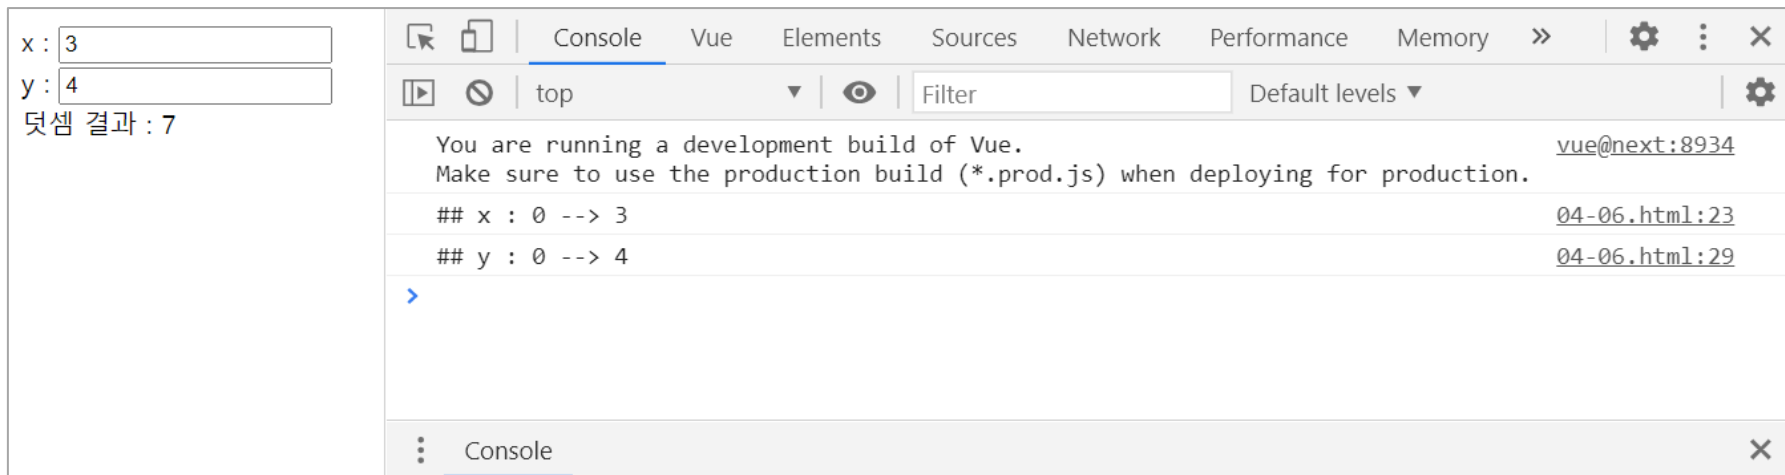 x : 3
y : 4
덧셈 결과 : 7
Console Vue Elements Sources Network Performance Memory »
top ▼ Filter Default levels ▼
You are running a development build of Vue. vue@next:8934
Make sure to use the production build (*.prod.js) when deploying for production.
## x : 0 --> 3 04-06.html:23
## y : 0 --> 4 04-06.html:29
>
Console